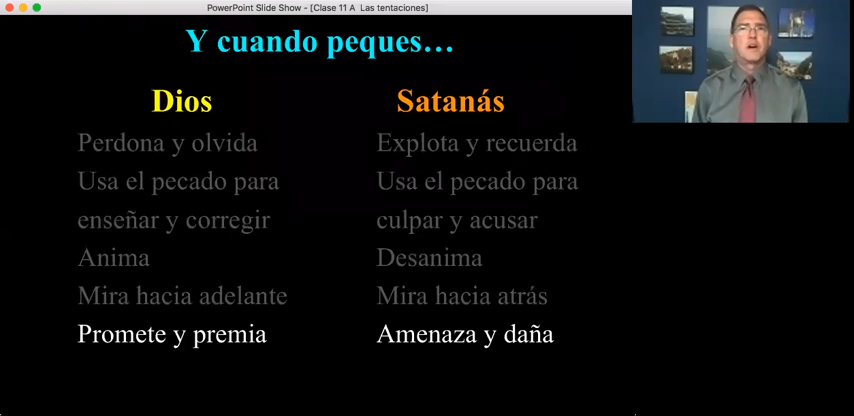 PowerPoint Slide Show - [Clase 11 A  Las tentaciones]
Y cuando peques…
Dios
Perdona y olvida
Usa el pecado para
enseñar y corregir
Anima
Mira hacia adelante
Promete y premia
Satanás
Explota y recuerda
Usa el pecado para
culpar y acusar
Desanima
Mira hacia atrás
Amenaza y daña